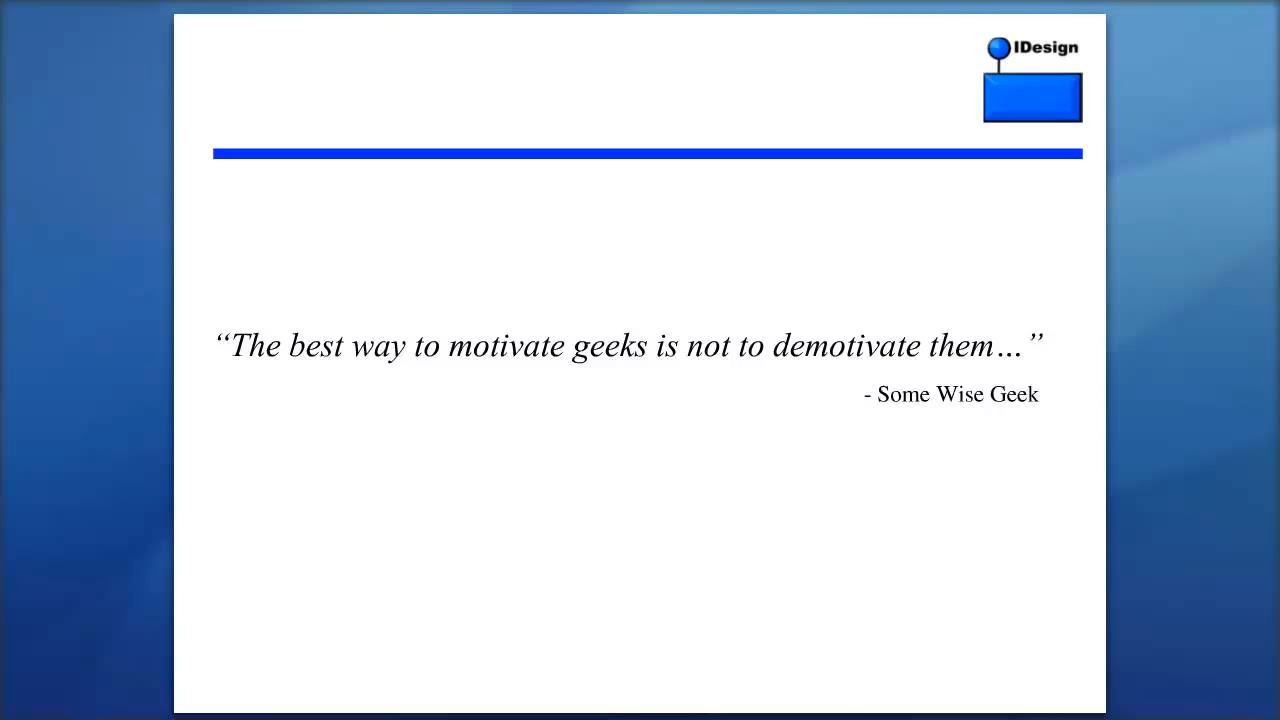 IDesign
“The best way to motivate geeks is not to demotivate them…”
- Some Wise Geek